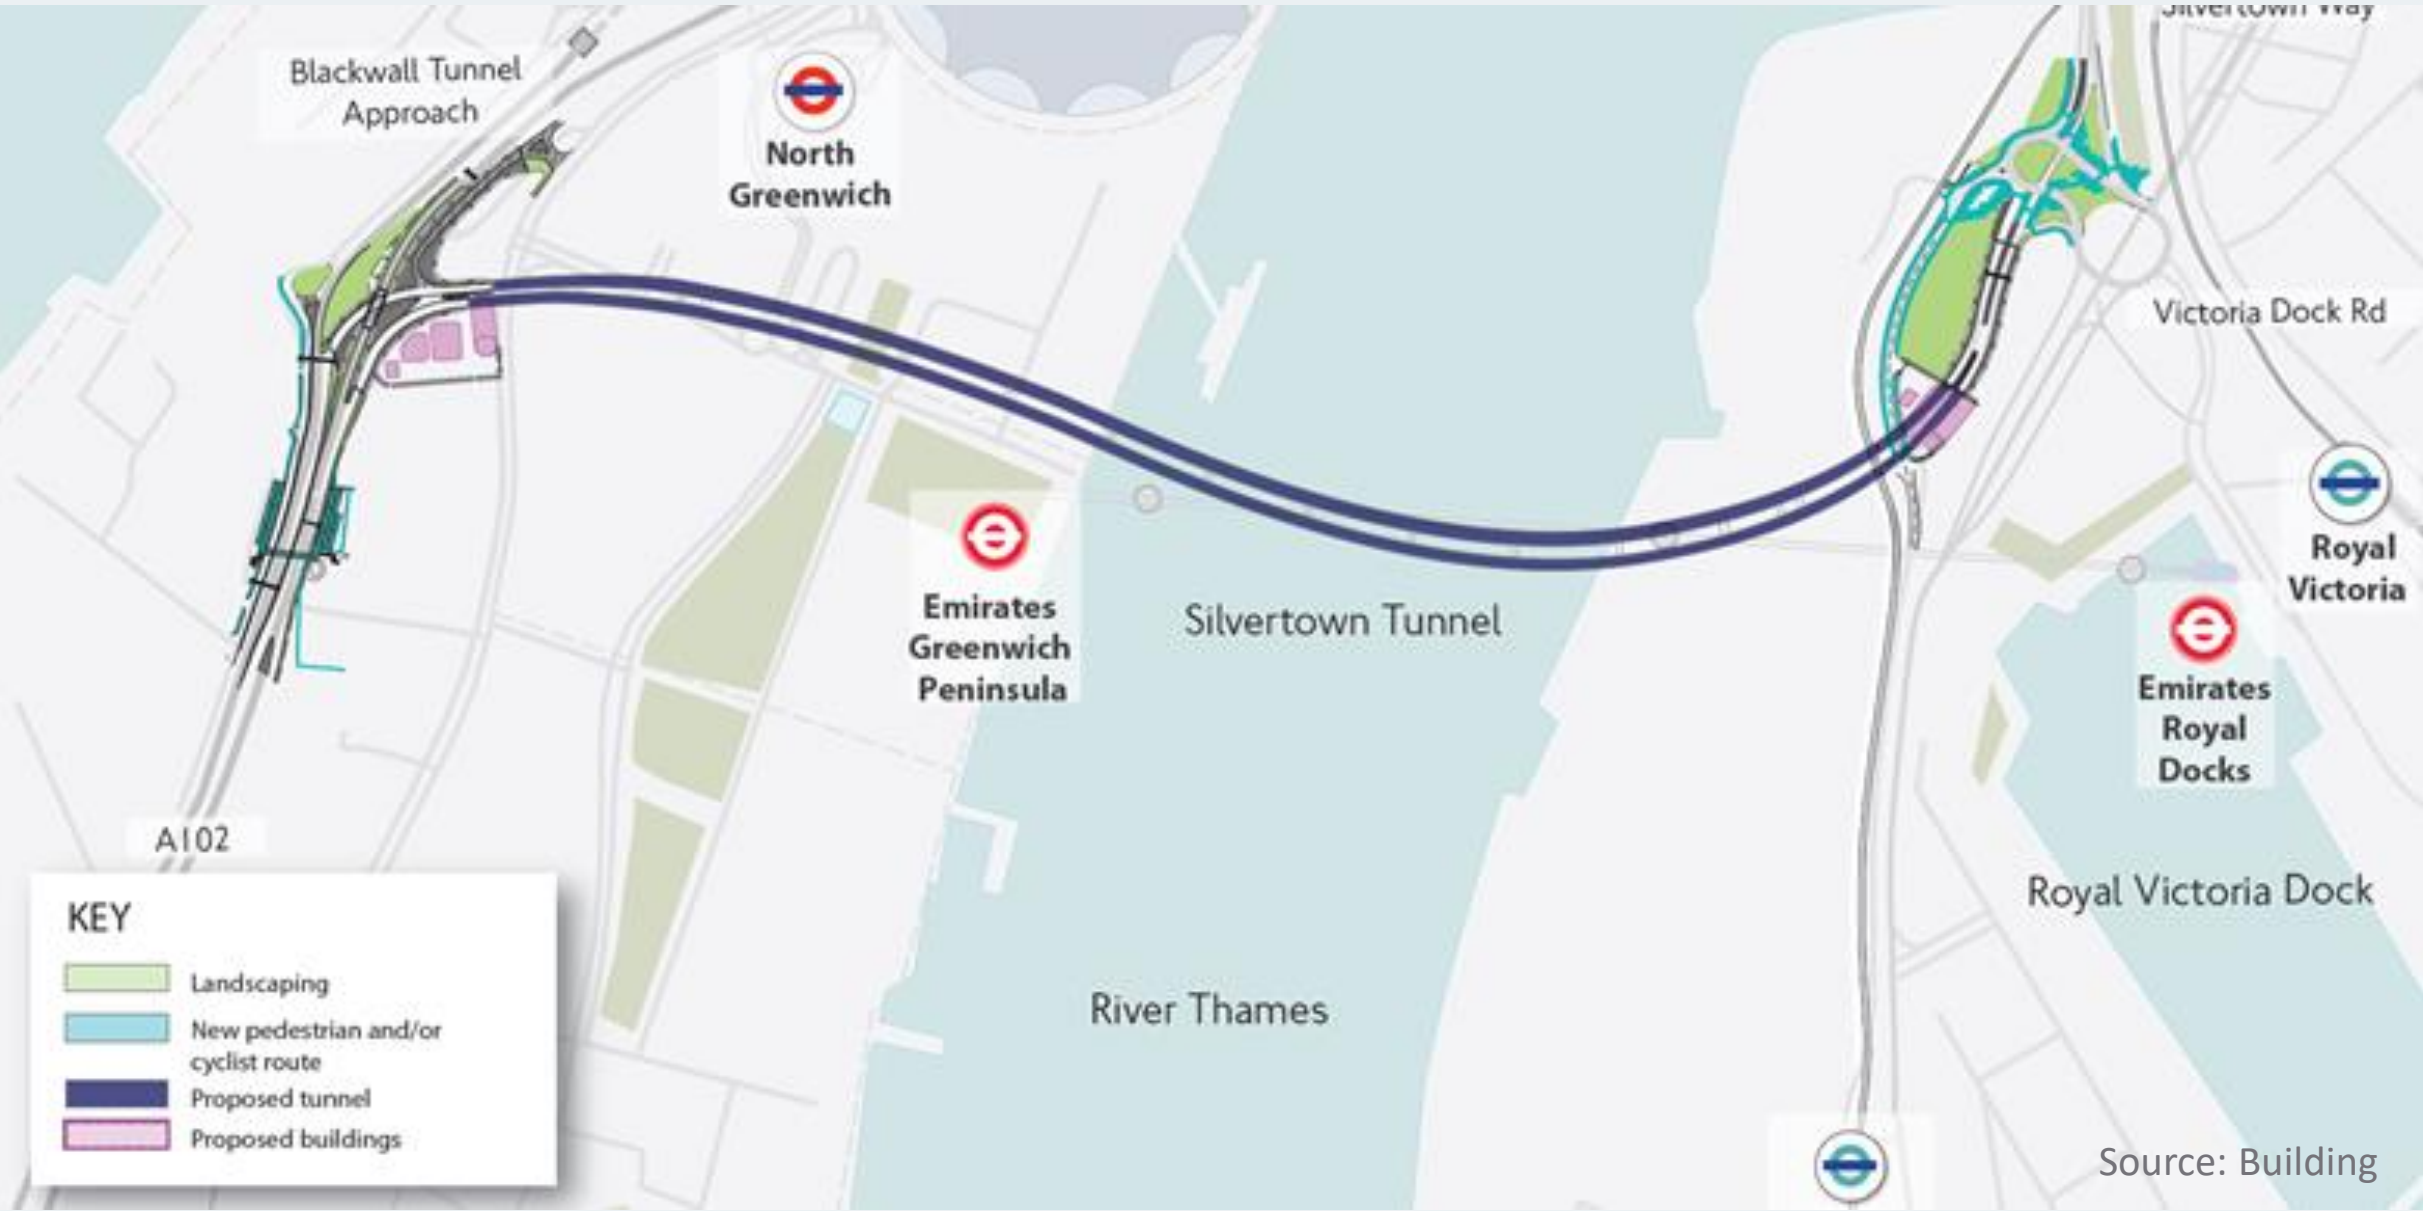 Silvertown Way
Blackwall Tunnel
Approach
North
Greenwich
Victoria Dock Rd
Royal
Victoria
Emirates
Greenwich
Peninsula
Silvertown Tunnel
Emirates
Royal
Docks
A102
Royal Victoria Dock
River Thames
KEY
Landscaping
New pedestrian and/or
cyclist route
Proposed tunnel
Proposed buildings
Source: Building